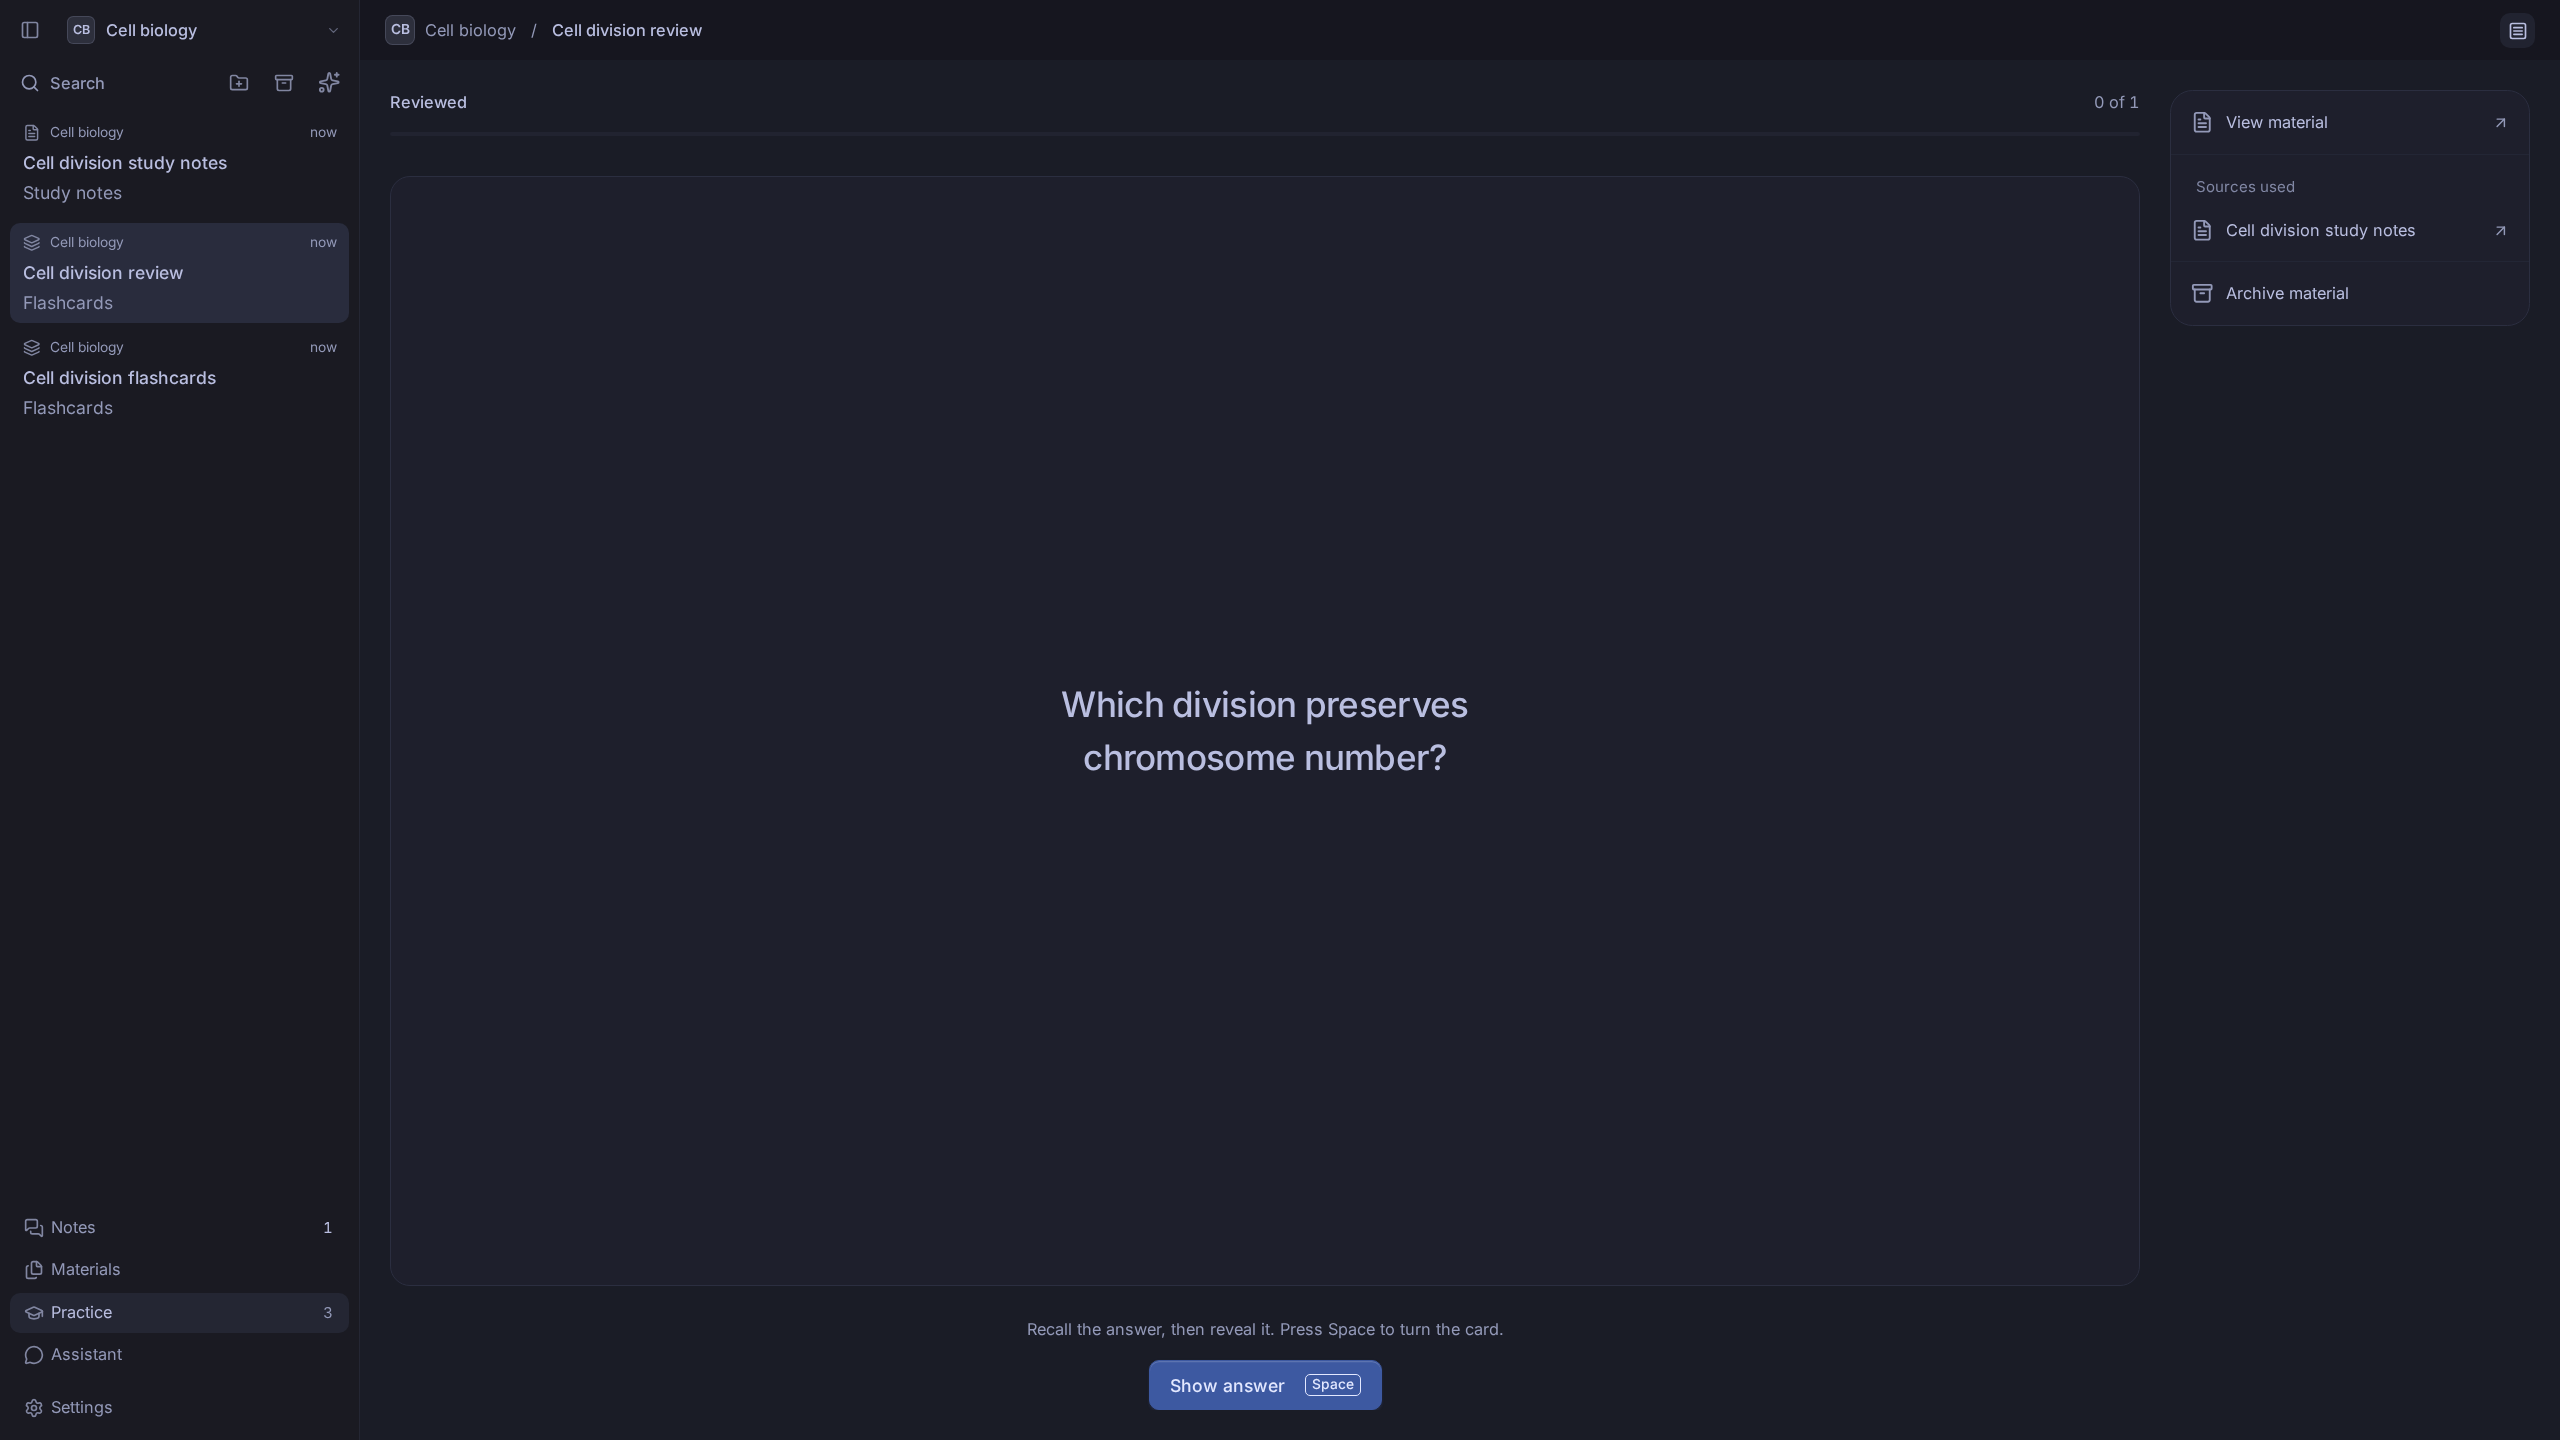 CB Cell biology
Search
Cell biology now
Cell division study notes
Study notes
Cell biology now
Cell division review
Flashcards
Cell biology now
Cell division flashcards
Flashcards
Notes 1
Materials
Practice 3
Assistant
Settings
CB Cell biology / Cell division review
Reviewed 0 of 1
Which division preserves
chromosome number?
Recall the answer, then reveal it. Press Space to turn the card.
Show answer Space
View material
Sources used
Cell division study notes
Archive material